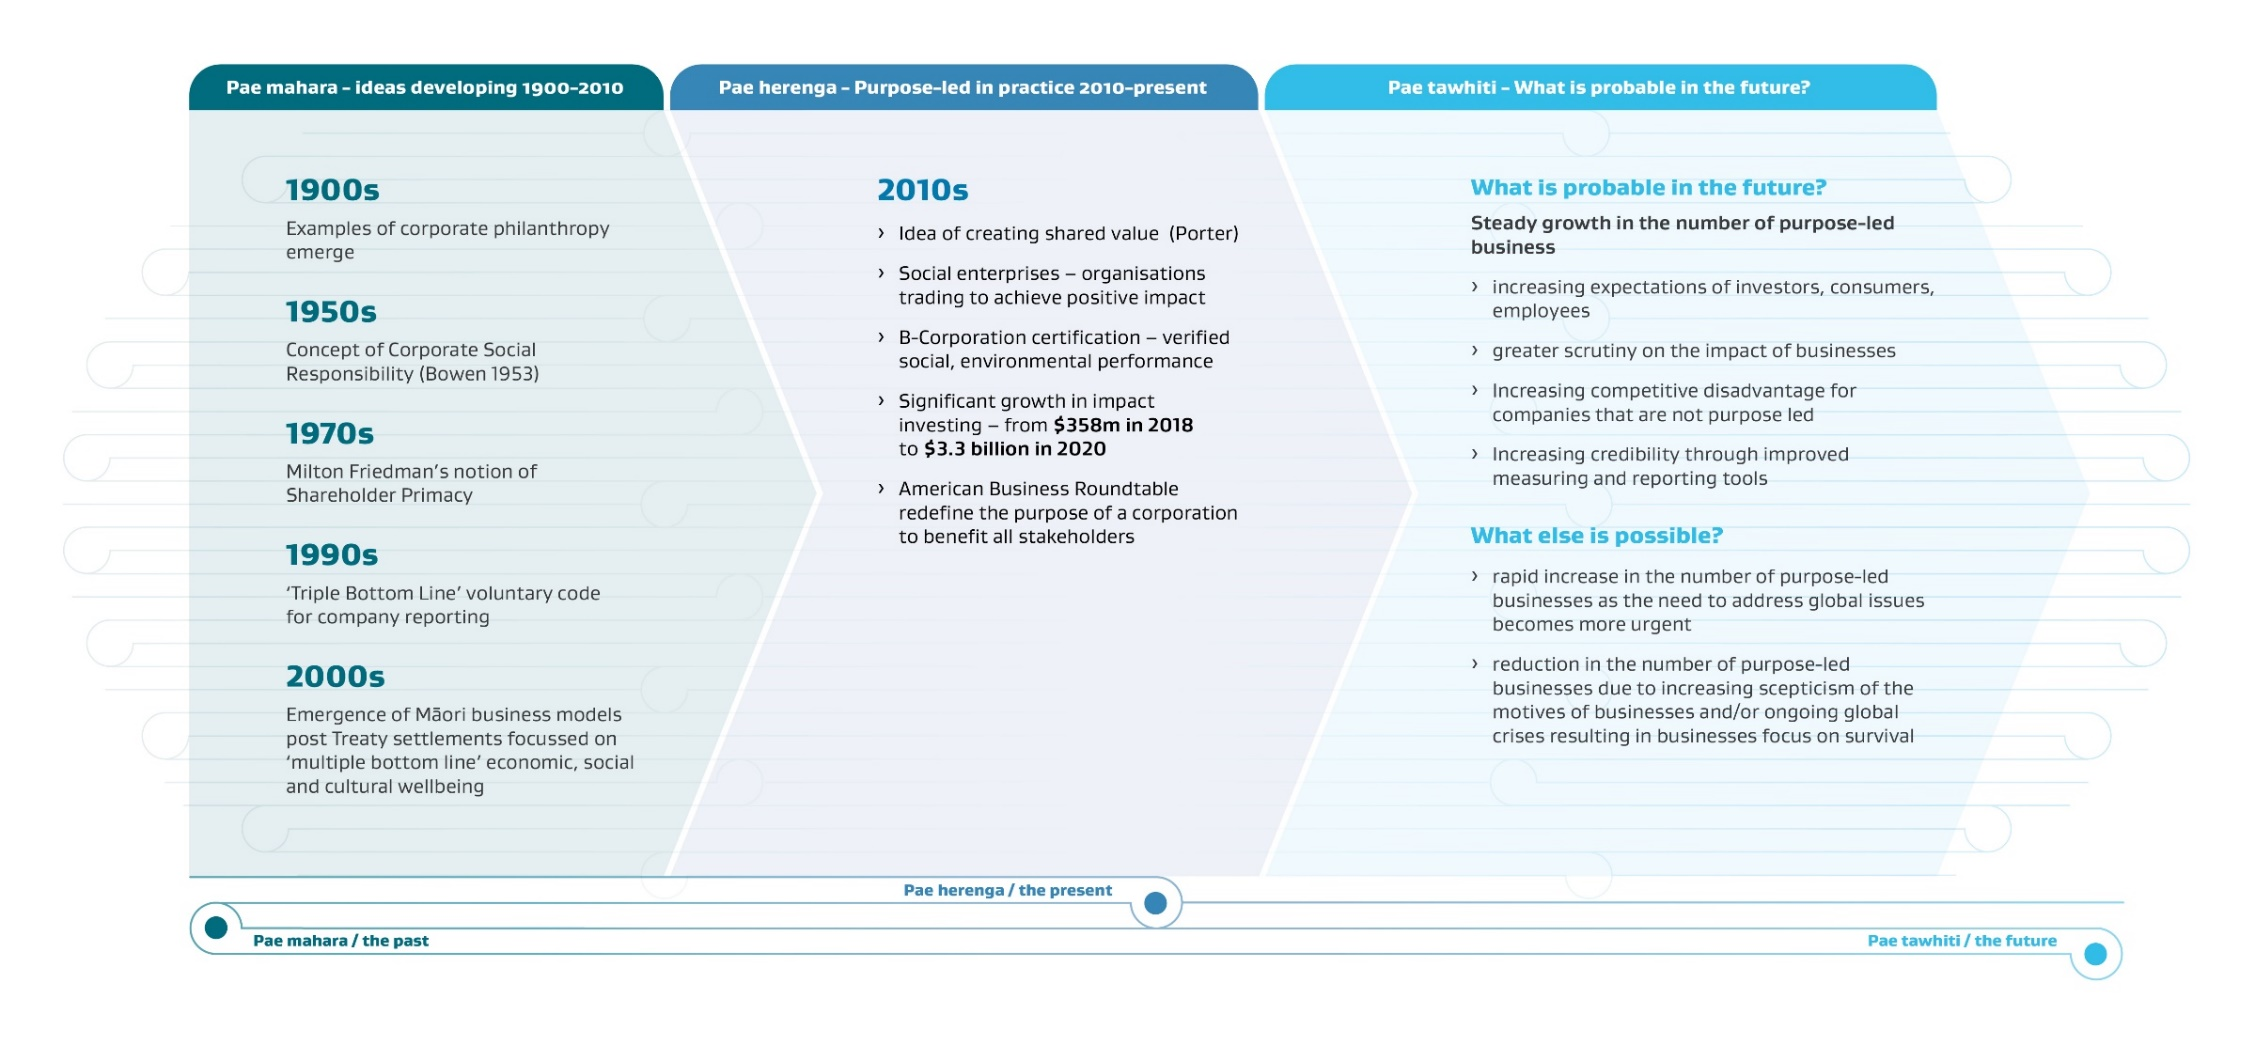 Pae mahara – ideas developing 1900-2010
1900s
Examples of corporate philanthropy
emerge
1950s
Concept of Corporate Social
Responsibility (Bowen 1953)
1970s
Milton Friedman’s notion of
Shareholder Primacy
1990s
‘Triple Bottom Line’ voluntary code
for company reporting
2000s
Emergence of Māori business models
post Treaty settlements focussed on
‘multiple bottom line’ economic, social
and cultural wellbeing
Pae herenga – Purpose-led in practice 2010-present
2010s
› Idea of creating shared value (Porter)
› Social enterprises – organisations
trading to achieve positive impact
› B-Corporation certification – verified
social, environmental performance
› Significant growth in impact
investing – from $358m in 2018
to $3.3 billion in 2020
› American Business Roundtable
redefine the purpose of a corporation
to benefit all stakeholders
Pae tawhiti – What is probable in the future?
What is probable in the future?
Steady growth in the number of purpose-led
business
› increasing expectations of investors, consumers,
employees
› greater scrutiny on the impact of businesses
› Increasing competitive disadvantage for
companies that are not purpose led
› Increasing credibility through improved
measuring and reporting tools
What else is possible?
› rapid increase in the number of purpose-led
businesses as the need to address global issues
becomes more urgent
› reduction in the number of purpose-led
businesses due to increasing scepticism of the
motives of businesses and/or ongoing global
crises resulting in businesses focus on survival
Pae herenga / the present
Pae mahara / the past
Pae tawhiti / the future